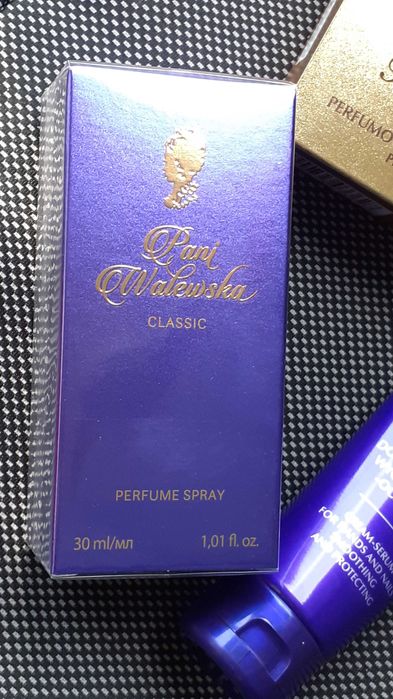 Pani
Walewska
CLASSIC
PERFUME SPRAY
30 ml/мл 1,01 fl. oz.
PERFUMO
CREAM-SERUM
FOR HANDS AND NAILS
SMOOTHING
AND PROTECTING